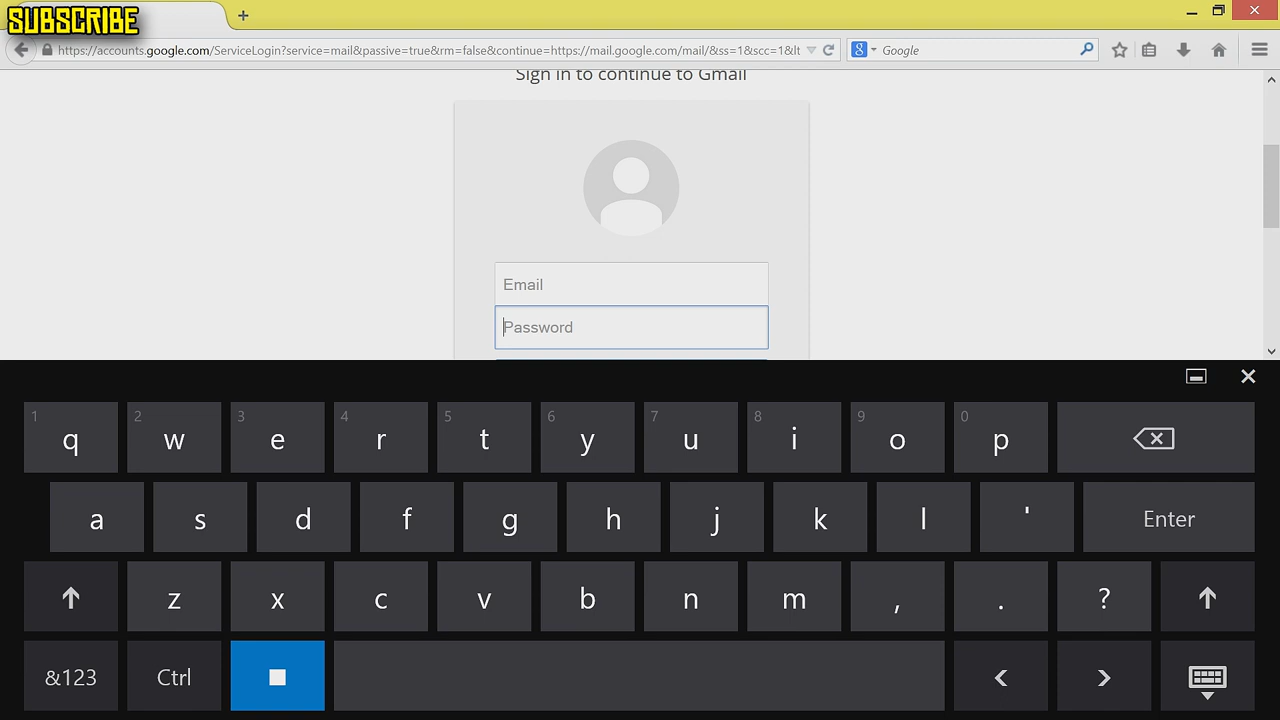 SUBSCRIBE
+
https://accounts.google.com/ServiceLogin?service=mail&passive=true&rm=false&continue=https://mail.google.com/mail/&ss=1&scc=1&lt
8 Google
Sign in to continue to Gmail
Email
Password
1 q 2 w 3 e 4 r 5 t 6 y 7 u 8 i 9 o 0 p
a s d f g h j k l ' Enter
z x c v b n m , . ?
&123 Ctrl < >